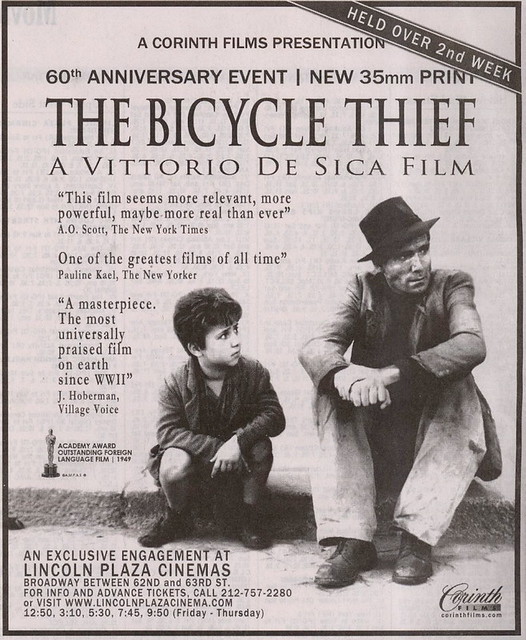 HELD OVER 2nd WEEK
A CORINTH FILMS PRESENTATION
60th ANNIVERSARY EVENT | NEW 35mm PRINT
THE BICYCLE THIEF
A VITTORIO DE SICA FILM
“This film seems more relevant, more
powerful, maybe more real than ever”
A.O. Scott, The New York Times
One of the greatest films of all time”
Pauline Kael, The New Yorker
“A masterpiece.
The most
universally
praised film
on earth
since WWII”
J. Hoberman,
Village Voice
ACADEMY AWARD
OUTSTANDING FOREIGN
LANGUAGE FILM | 1949
AN EXCLUSIVE ENGAGEMENT AT
LINCOLN PLAZA CINEMAS
BROADWAY BETWEEN 62ND and 63RD ST.
FOR INFO AND ADVANCE TICKETS, CALL 212-757-2280
or VISIT WWW.LINCOLNPLAZACINEMA.COM
12:50, 3:10, 5:30, 7:45, 9:50 (Friday - Thursday)
Corinth
FILMS
corinthfilms.com